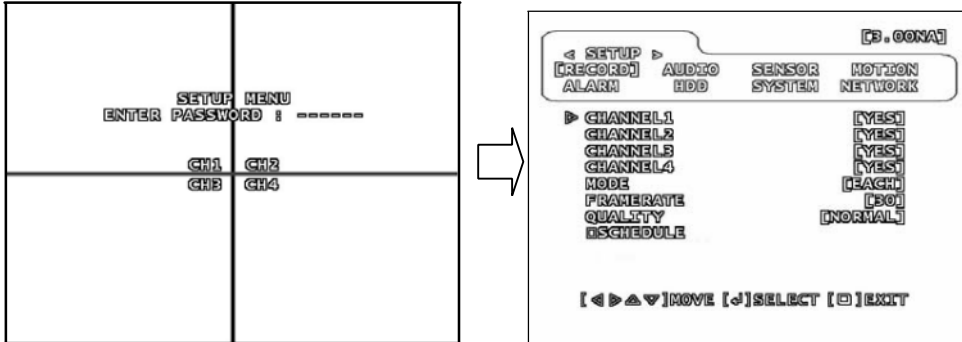 SETUP MENU
ENTER PASSWORD : ------
CH1 CH2
CH3 CH4
[3.00NA]
◁ SETUP ▷
[RECORD] AUDIO SENSOR MOTION
ALARM HDD SYSTEM NETWORK
▷ CHANNEL1 [YES]
CHANNEL2 [YES]
CHANNEL3 [YES]
CHANNEL4 [YES]
MODE [EACH]
FRAMERATE [30]
QUALITY [NORMAL]
□SCHEDULE
[◁▷△▽]MOVE [↲]SELECT [□]EXIT